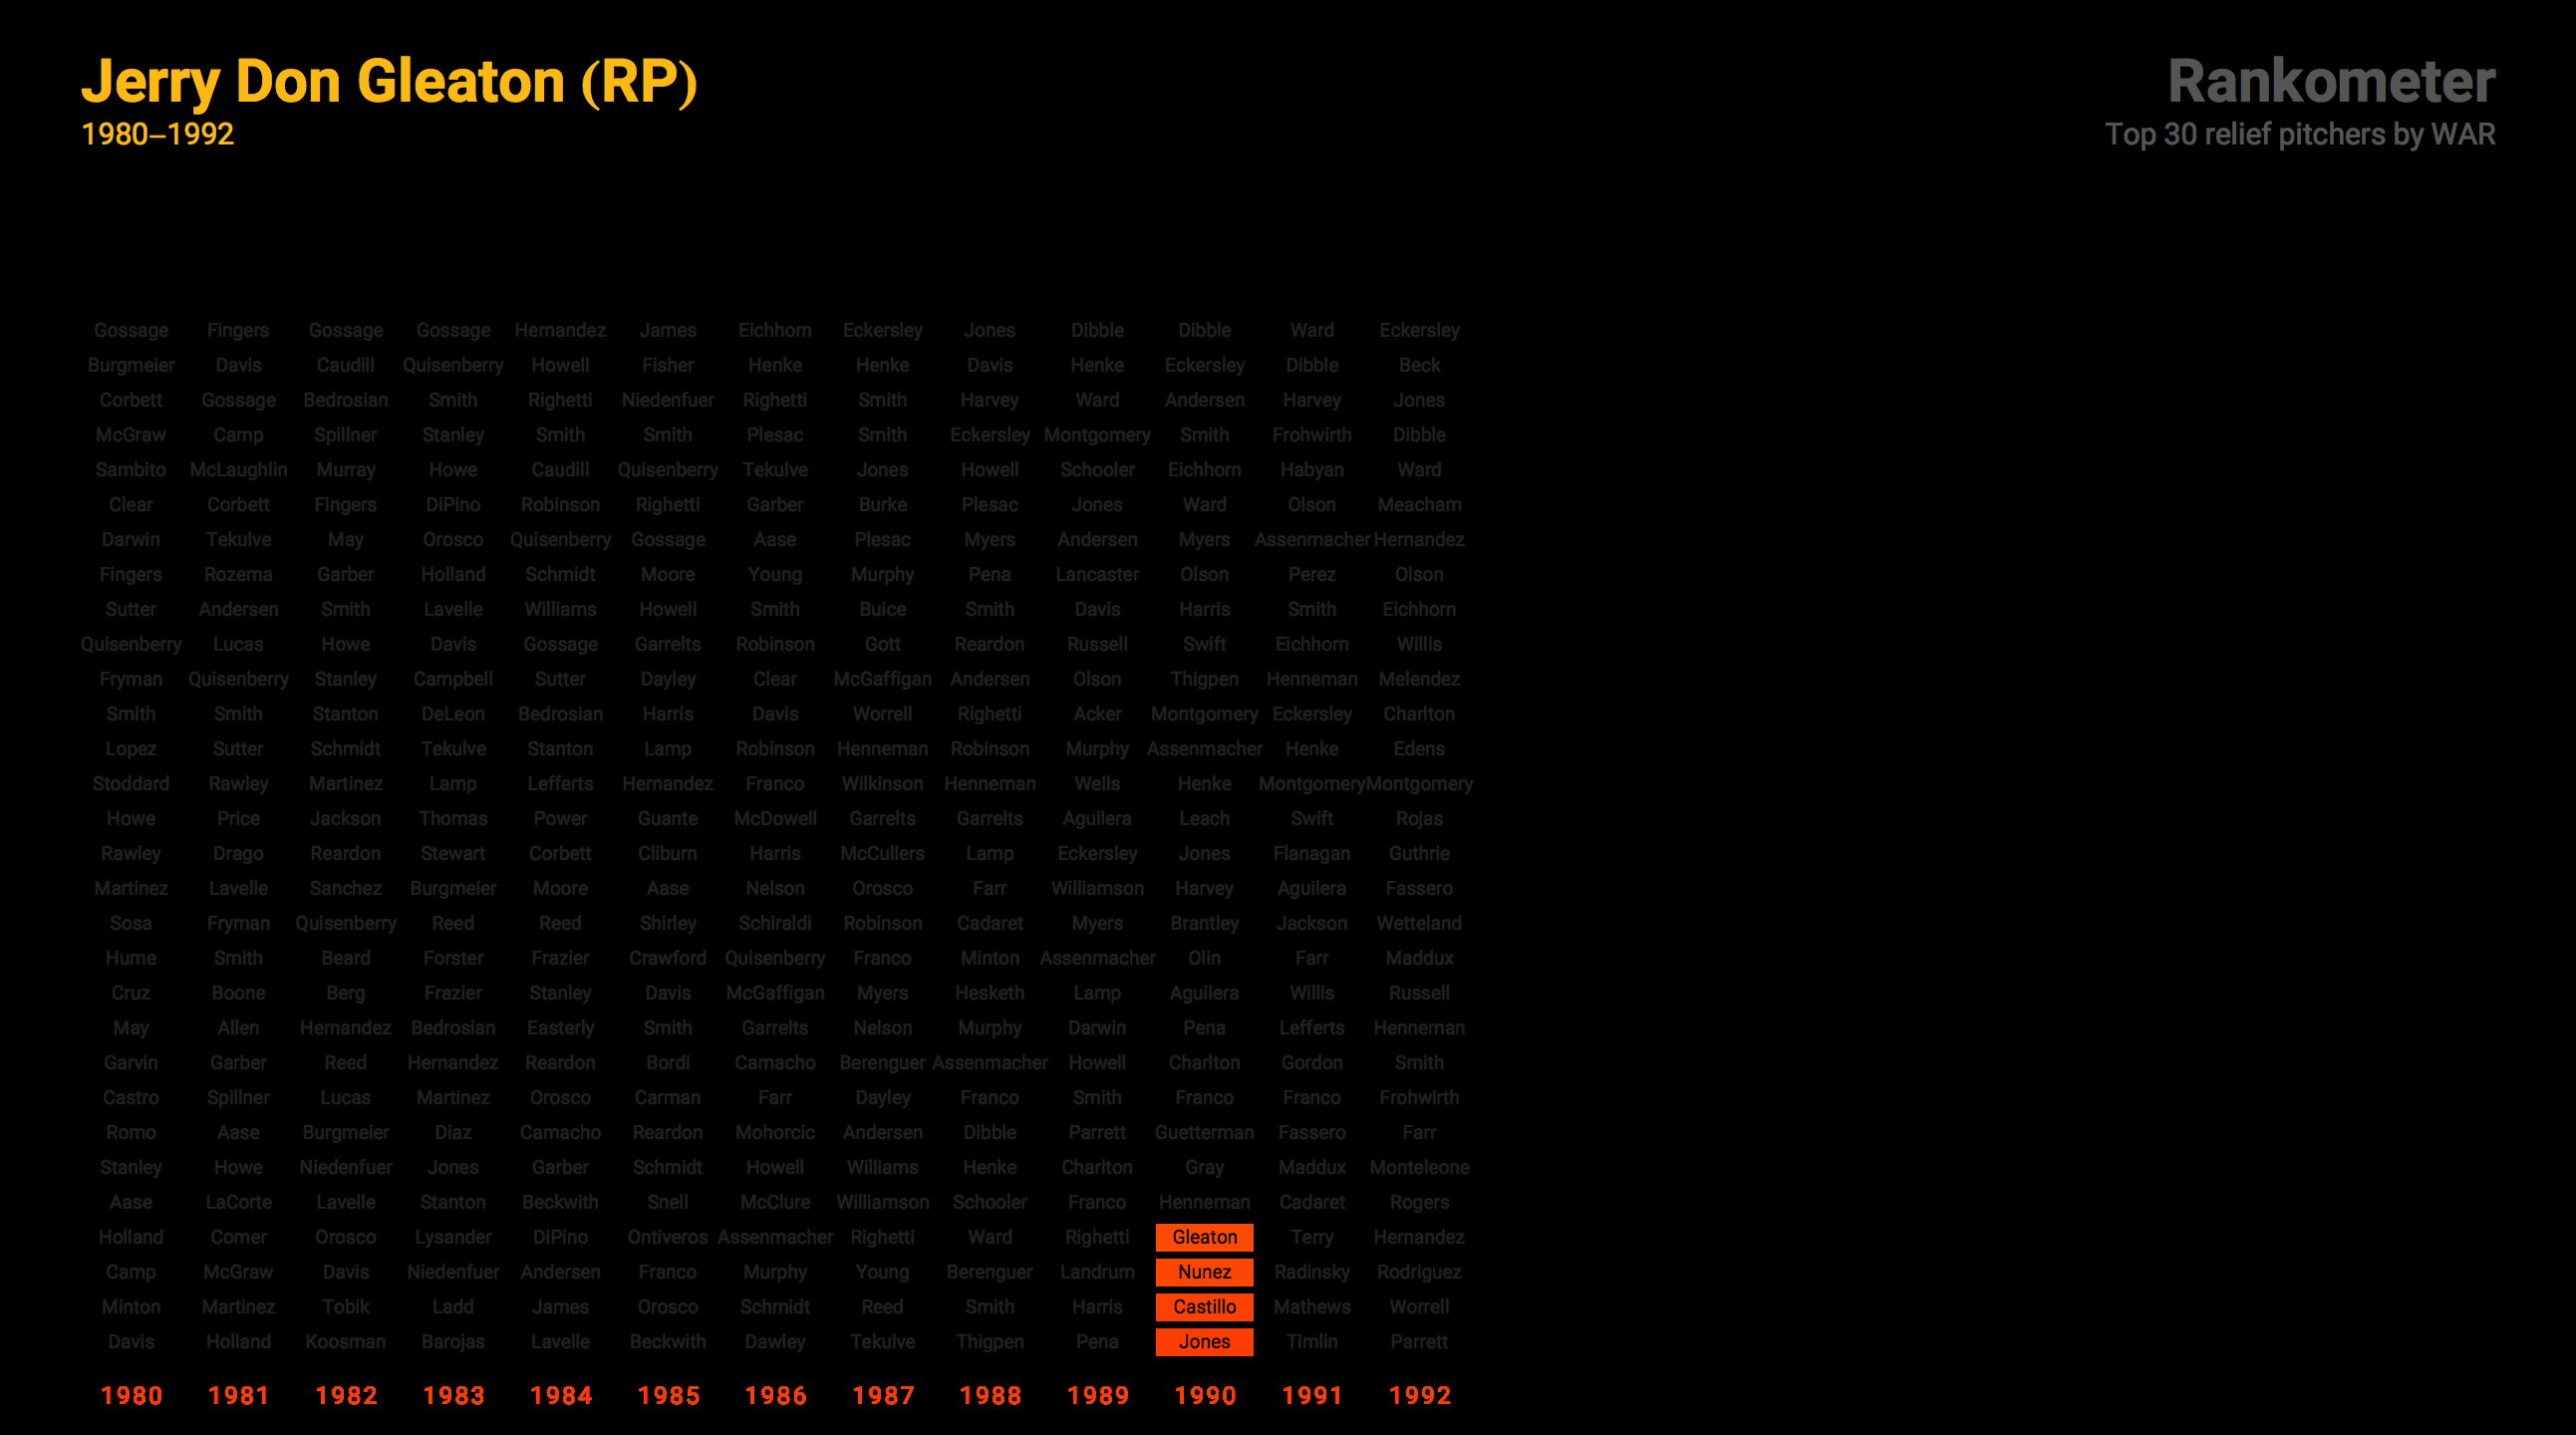 Jerry Don Gleaton (RP)
1980–1992
Rankometer
Top 30 relief pitchers by WAR
Gossage Fingers Gossage Gossage Hernandez James Eichhorn Eckersley Jones Dibble Dibble Ward Eckersley
Burgmeier Davis Caudill Quisenberry Howell Fisher Henke Henke Davis Henke Eckersley Dibble Beck
Corbett Gossage Bedrosian Smith Righetti Niedenfuer Righetti Smith Harvey Ward Andersen Harvey Jones
McGraw Camp Spillner Stanley Smith Smith Plesac Smith Eckersley Montgomery Smith Frohwirth Dibble
Sambito McLaughlin Murray Howe Caudill Quisenberry Tekulve Jones Howell Schooler Eichhorn Habyan Ward
Clear Corbett Fingers DiPino Robinson Righetti Garber Burke Plesac Jones Ward Olson Meacham
Darwin Tekulve May Orosco Quisenberry Gossage Aase Plesac Myers Andersen Myers Assenmacher Hernandez
Fingers Rozema Garber Holland Schmidt Moore Young Murphy Pena Lancaster Olson Perez Olson
Sutter Andersen Smith Lavelle Williams Howell Smith Buice Smith Davis Harris Smith Eichhorn
Quisenberry Lucas Howe Davis Gossage Garrelts Robinson Gott Reardon Russell Swift Eichhorn Willis
Fryman Quisenberry Stanley Campbell Sutter Dayley Clear McGaffigan Andersen Olson Thigpen Henneman Melendez
Smith Smith Stanton DeLeon Bedrosian Harris Davis Worrell Righetti Acker Montgomery Eckersley Charlton
Lopez Sutter Schmidt Tekulve Stanton Lamp Robinson Henneman Robinson Murphy Assenmacher Henke Edens
Stoddard Rawley Martinez Lamp Lefferts Hernandez Franco Wilkinson Henneman Wells Henke Montgomery Montgomery
Howe Price Jackson Thomas Power Guante McDowell Garrelts Garrelts Aguilera Leach Swift Rojas
Rawley Drago Reardon Stewart Corbett Cliburn Harris McCullers Lamp Eckersley Jones Flanagan Guthrie
Martinez Lavelle Sanchez Burgmeier Moore Aase Nelson Orosco Farr Williamson Harvey Aguilera Fassero
Sosa Fryman Quisenberry Reed Reed Shirley Schiraldi Robinson Cadaret Myers Brantley Jackson Wetteland
Hume Smith Beard Forster Frazier Crawford Quisenberry Franco Minton Assenmacher Olin Farr Maddux
Cruz Boone Berg Frazier Stanley Davis McGaffigan Myers Hesketh Lamp Aguilera Willis Russell
May Allen Hernandez Bedrosian Easterly Smith Garrelts Nelson Murphy Darwin Pena Lefferts Henneman
Garvin Garber Reed Hernandez Reardon Bordi Camacho Berenguer Assenmacher Howell Charlton Gordon Smith
Castro Spillner Lucas Martinez Orosco Carman Farr Dayley Franco Smith Franco Franco Frohwirth
Romo Aase Burgmeier Diaz Camacho Reardon Mohorcic Andersen Dibble Parrett Guetterman Fassero Farr
Stanley Howe Niedenfuer Jones Garber Schmidt Howell Williams Henke Charlton Gray Maddux Monteleone
Aase LaCorte Lavelle Stanton Beckwith Snell McClure Williamson Schooler Franco Henneman Cadaret Rogers
Holland Comer Orosco Lysander DiPino Ontiveros Assenmacher Righetti Ward Righetti Gleaton Terry Hernandez
Camp McGraw Davis Niedenfuer Andersen Franco Murphy Young Berenguer Landrum Nunez Radinsky Rodriguez
Minton Martinez Tobik Ladd James Orosco Schmidt Reed Smith Harris Castillo Mathews Worrell
Davis Holland Koosman Barojas Lavelle Beckwith Dawley Tekulve Thigpen Pena Jones Timlin Parrett
1980 1981 1982 1983 1984 1985 1986 1987 1988 1989 1990 1991 1992